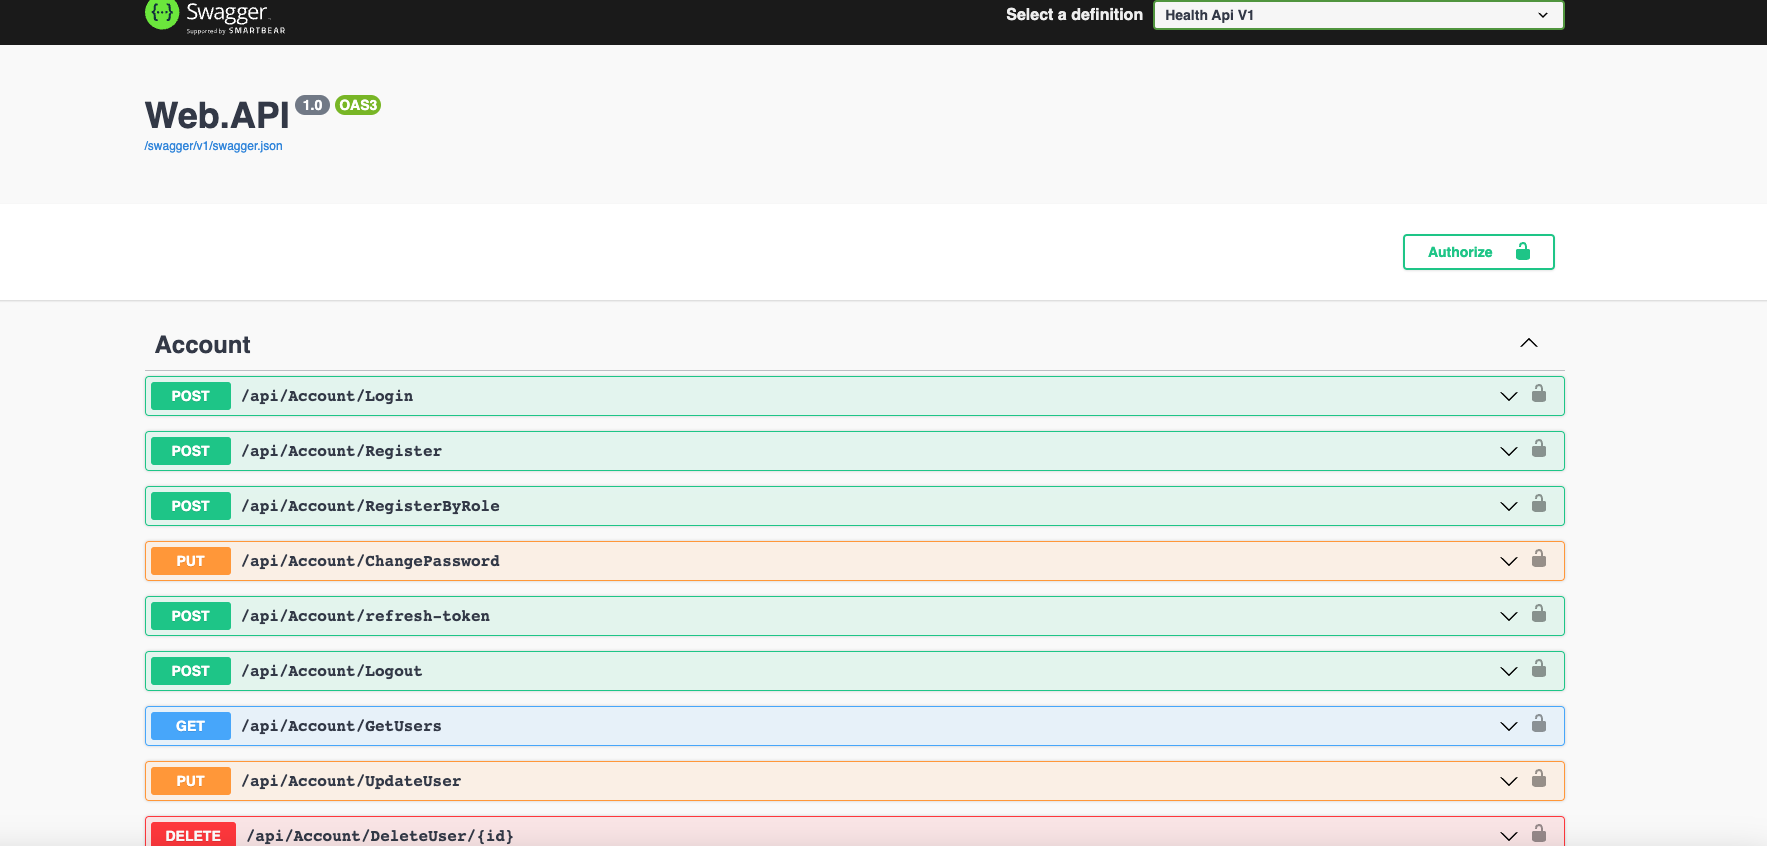 {···} Swagger
Supported by SMARTBEAR
Select a definition
Health Api V1
Web.API 1.0 OAS3
/swagger/v1/swagger.json
Authorize
Account
POST /api/Account/Login
POST /api/Account/Register
POST /api/Account/RegisterByRole
PUT /api/Account/ChangePassword
POST /api/Account/refresh-token
POST /api/Account/Logout
GET /api/Account/GetUsers
PUT /api/Account/UpdateUser
DELETE /api/Account/DeleteUser/{id}